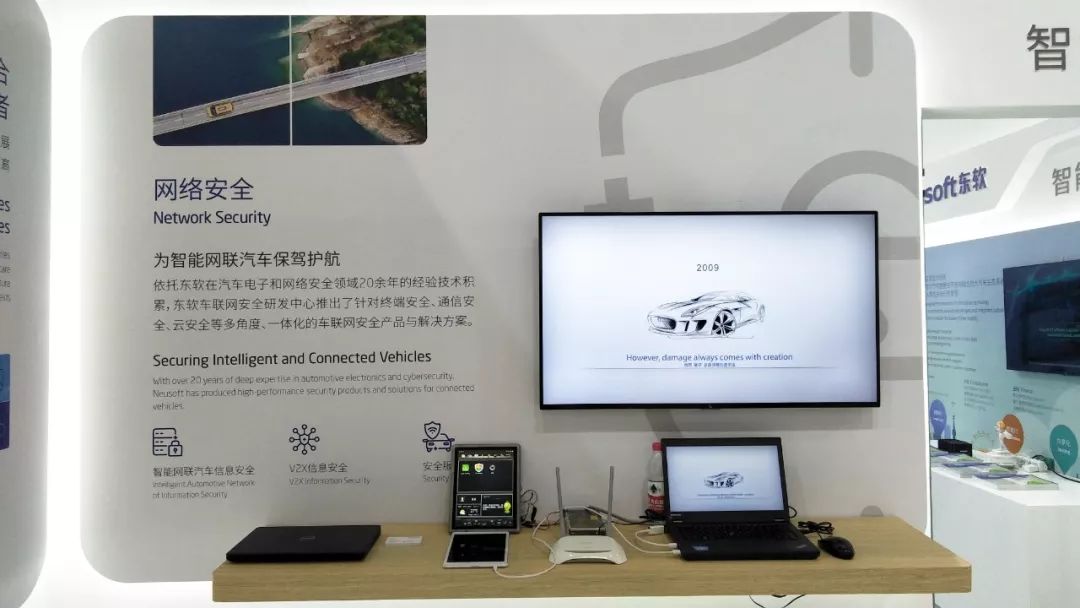 网络安全
Network Security
为智能网联汽车保驾护航
依托东软在汽车电子和网络安全领域20余年的经验技术积
累，东软车联网安全研发中心推出了针对终端安全、通信安
全、云安全等多角度、一体化的车联网安全产品与解决方案。
Securing Intelligent and Connected Vehicles
With over 20 years of deep expertise in automotive electronics and cybersecurity,
Neusoft has produced high-performance security products and solutions for connected
vehicles.
智能网联汽车信息安全
Intelligent Automotive Network
of Information Security
V2X信息安全
V2X Information Security
安全服
Security
2009
However, damage always comes with creation
智
soft东软
智能